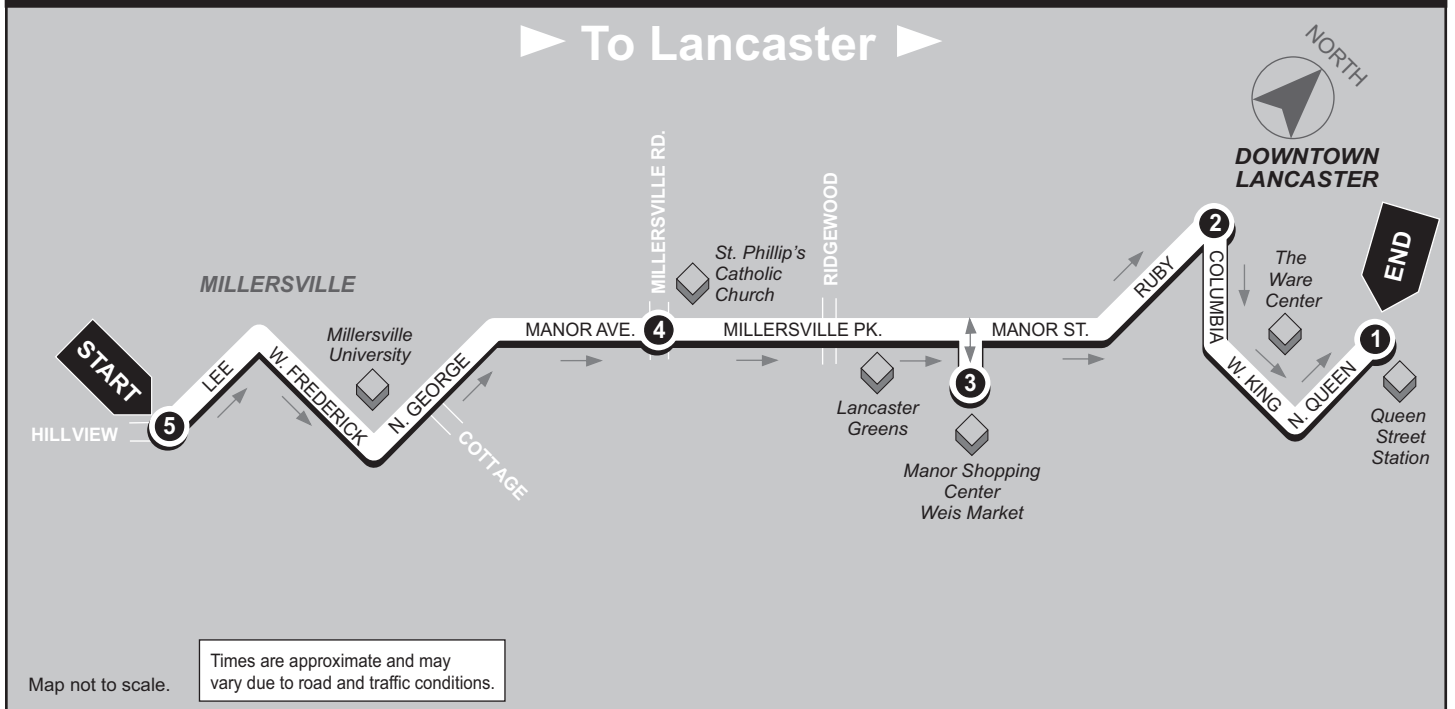 To Lancaster
NORTH
DOWNTOWN
LANCASTER
MILLERSVILLE RD.
RIDGEWOOD
2
END
St. Phillip's
Catholic
Church
RUBY
COLUMBIA
The
Ware
Center
MILLERSVILLE
Millersville
University
MANOR AVE.
4
MILLERSVILLE PK.
MANOR ST.
1
START
LEE
W. FREDERICK
N. GEORGE
3
W. KING
N. QUEEN
HILLVIEW
5
COTTAGE
Lancaster
Greens
Queen
Street
Station
Manor Shopping
Center
Weis Market
Map not to scale.
Times are approximate and may
vary due to road and traffic conditions.